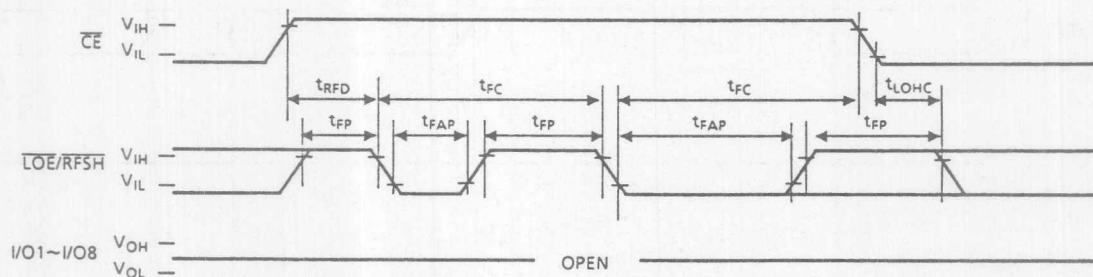 CE
VIH
VIL
tRFD tFC tFC tLOHC
tFP tFAP tFP tFAP tFP
LOE/RFSH
VIH
VIL
I/O1~I/O8
VOH
VOL
OPEN